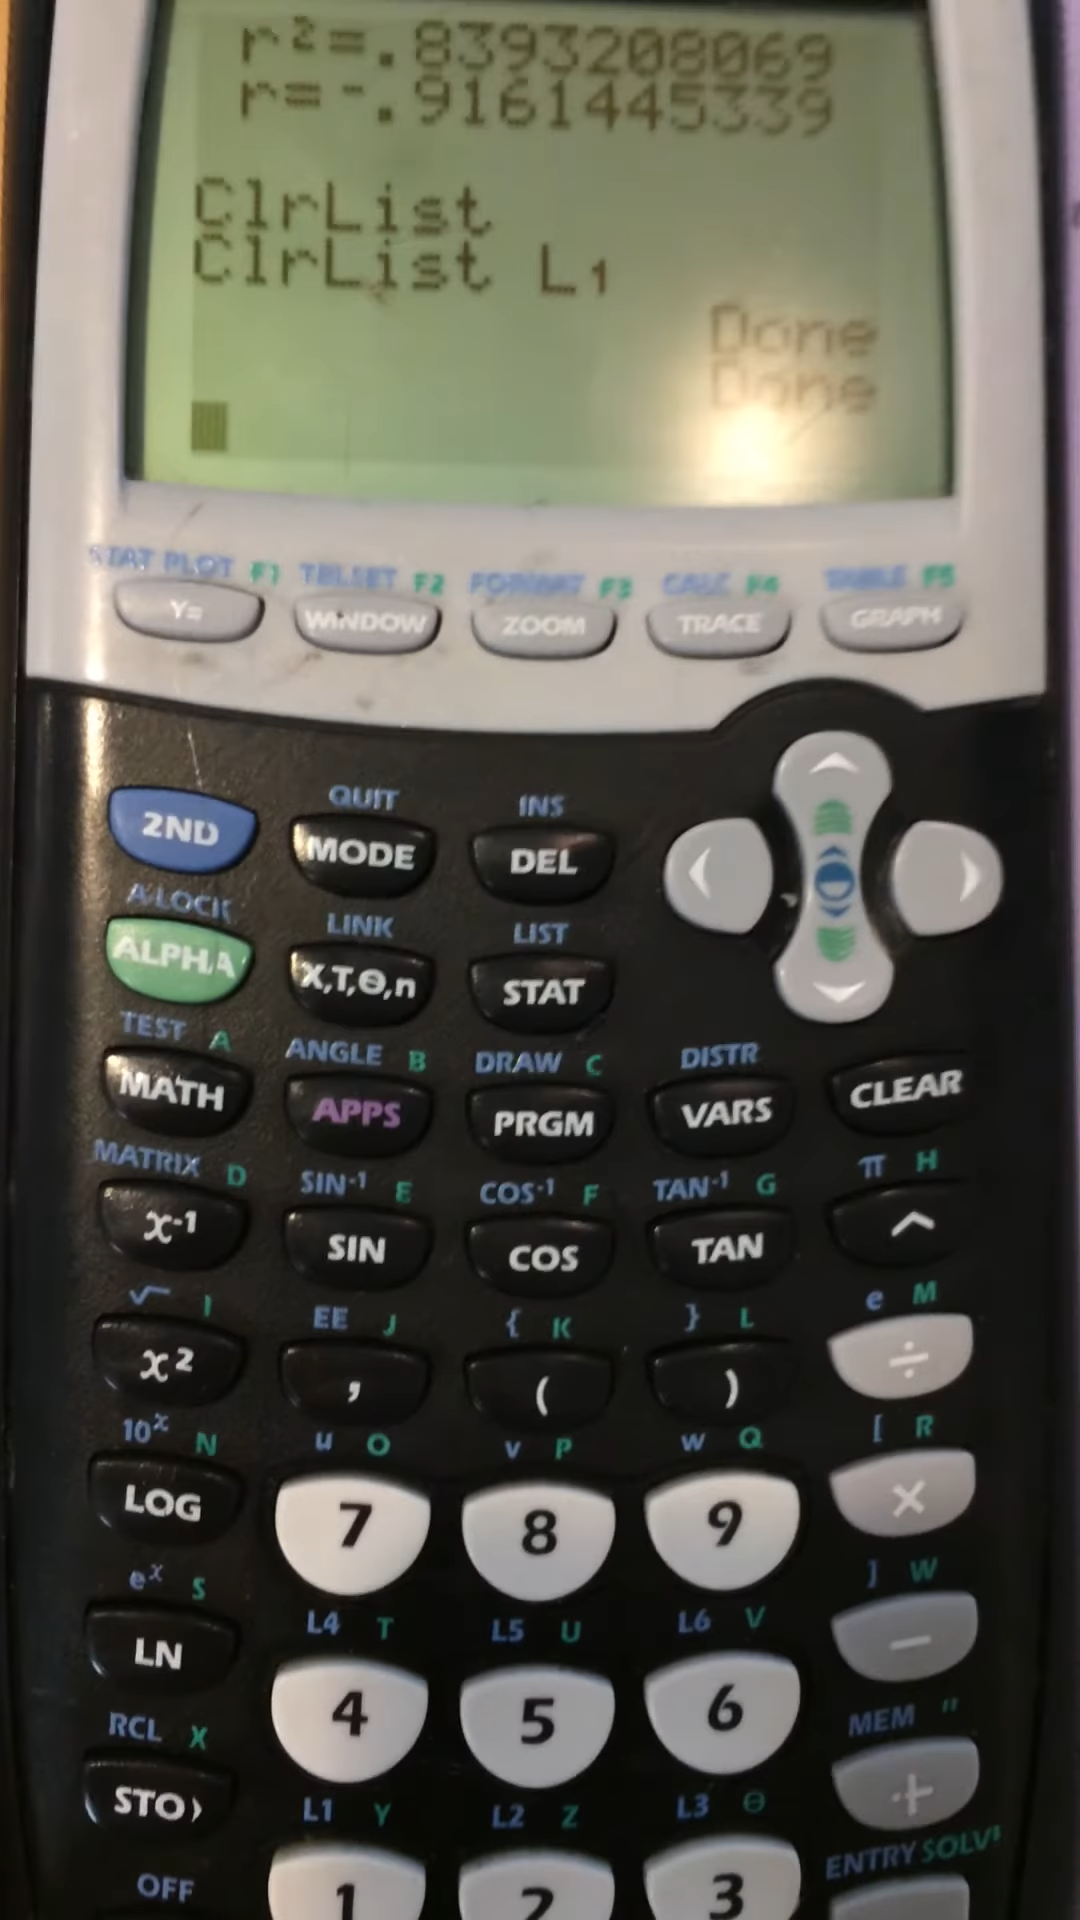 r²=.8393208069
r=-.9161445339
ClrList
ClrList L₁
Done
Done
STAT PLOT F1 TBLSET F2 FORMAT F3 CALC F4 TABLE F5
Y= WINDOW ZOOM TRACE GRAPH
QUIT INS
2ND MODE DEL
A-LOCK LINK LIST
ALPHA X,T,Θ,n STAT
TEST A ANGLE B DRAW C DISTR
MATH APPS PRGM VARS CLEAR
MATRIX D SIN⁻¹ E COS⁻¹ F TAN⁻¹ G π H
x⁻¹ SIN COS TAN ^
√ I EE J { K } L e M
x² , ( ) ÷
10ˣ N u O v P w Q [ R
LOG 7 8 9 ×
eˣ S L4 T L5 U L6 V ] W
LN 4 5 6 −
RCL X L1 Y L2 Z L3 Θ MEM "
STO› 1 2 3 +
OFF ENTRY